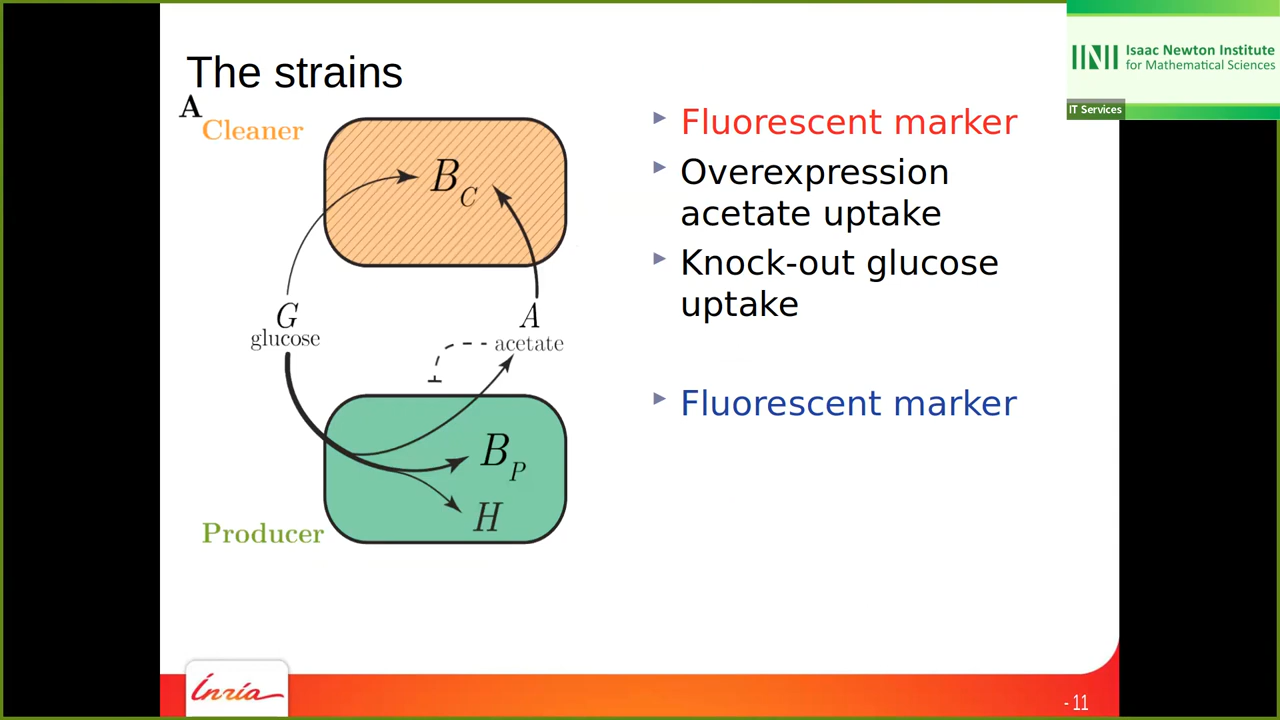 The strains
A
Cleaner
B_C
G
glucose
A
acetate
B_P
H
Producer
Fluorescent marker
Overexpression
acetate uptake
Knock-out glucose
uptake
Fluorescent marker
Isaac Newton Institute
for Mathematical Sciences
IT Services
Inria
- 11